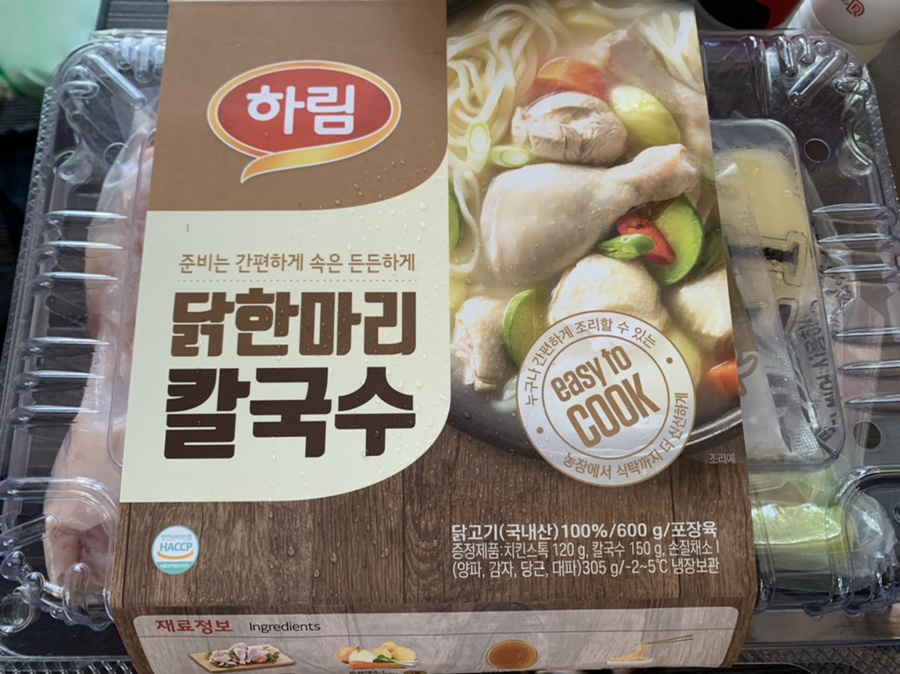 하림
준비는 간편하게 속은 든든하게
닭한마리
칼국수
누구나 간편하게 조리할 수 있는
easy to
COOK
농장에서 식탁까지 더 신선하게
조리예
HACCP
닭고기(국내산)100%/600 g/포장육
증정제품:치킨스톡 120 g, 칼국수 150 g, 손질채소Ⅰ
(양파, 감자, 당근, 대파)305 g/-2~5℃ 냉장보관
재료정보 Ingredients